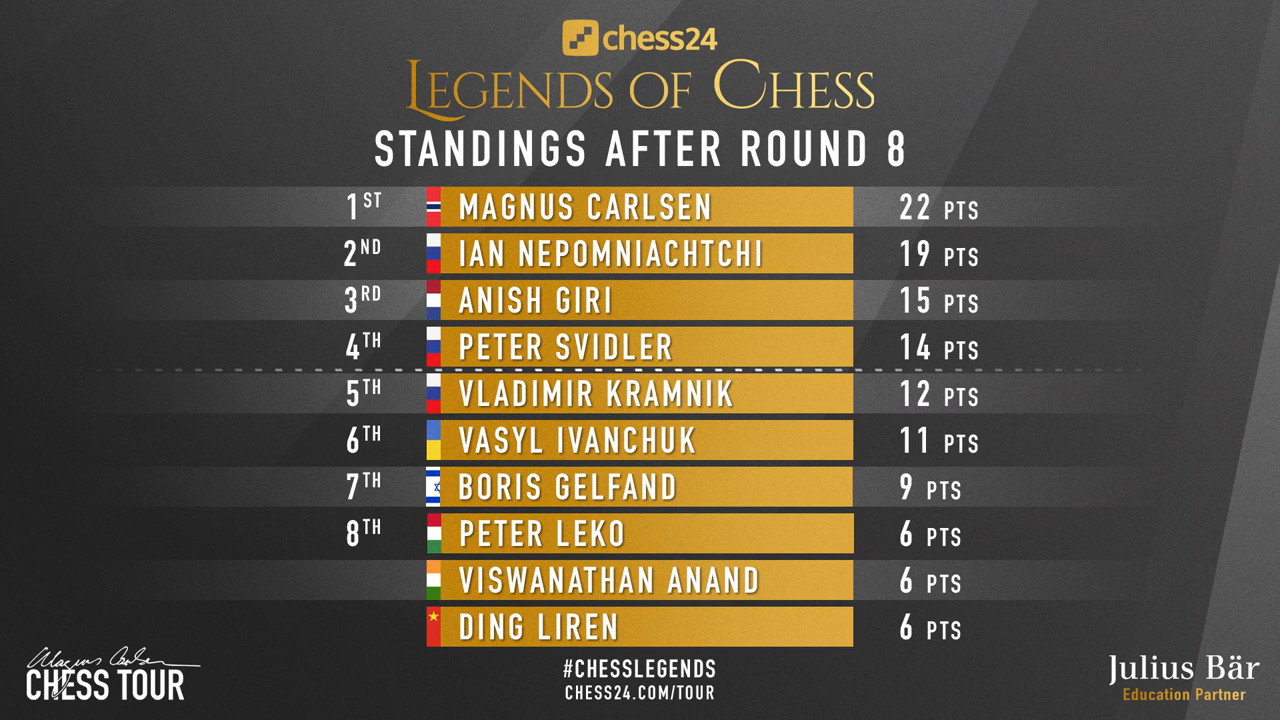 chess24
LEGENDS OF CHESS
STANDINGS AFTER ROUND 8
1ST MAGNUS CARLSEN 22 PTS
2ND IAN NEPOMNIACHTCHI 19 PTS
3RD ANISH GIRI 15 PTS
4TH PETER SVIDLER 14 PTS
5TH VLADIMIR KRAMNIK 12 PTS
6TH VASYL IVANCHUK 11 PTS
7TH BORIS GELFAND 9 PTS
8TH PETER LEKO 6 PTS
VISWANATHAN ANAND 6 PTS
DING LIREN 6 PTS
Magnus Carlsen
CHESS TOUR
#CHESSLEGENDS
CHESS24.COM/TOUR
Julius Bär
Education Partner